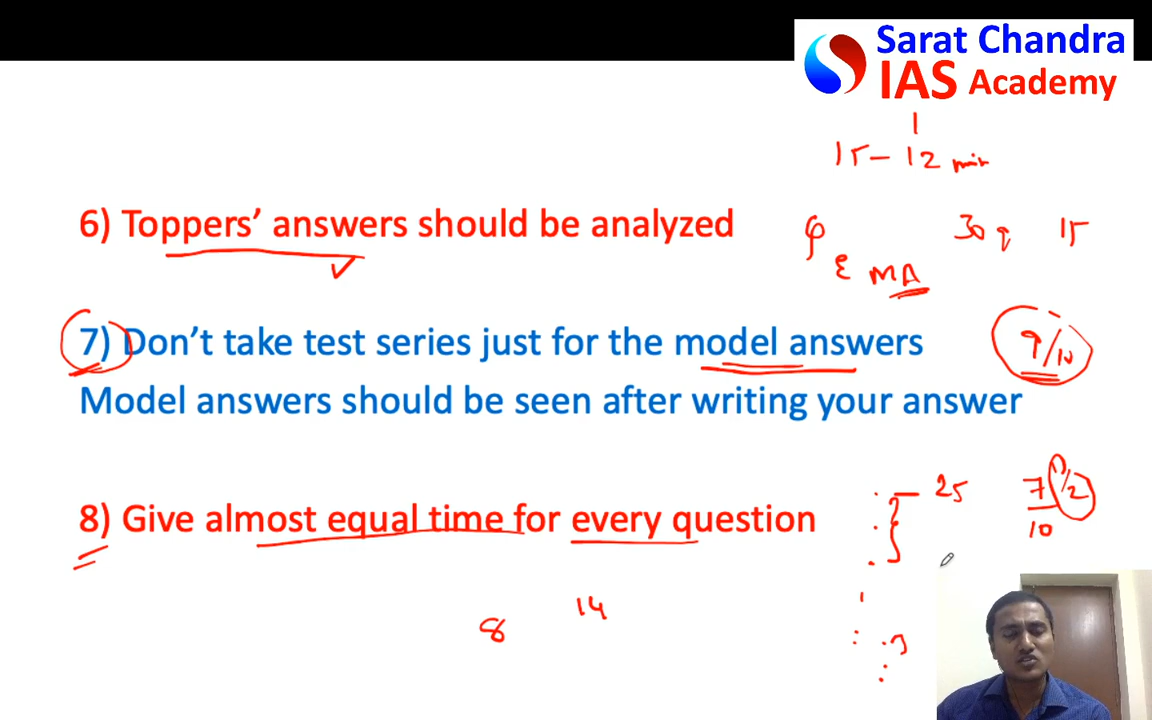 Sarat Chandra
IAS Academy
1
15 - 12 min
6) Toppers’ answers should be analyzed
30 q 15
MA
7) Don’t take test series just for the model answers
9/10
Model answers should be seen after writing your answer
25
8) Give almost equal time for every question
10
14
8